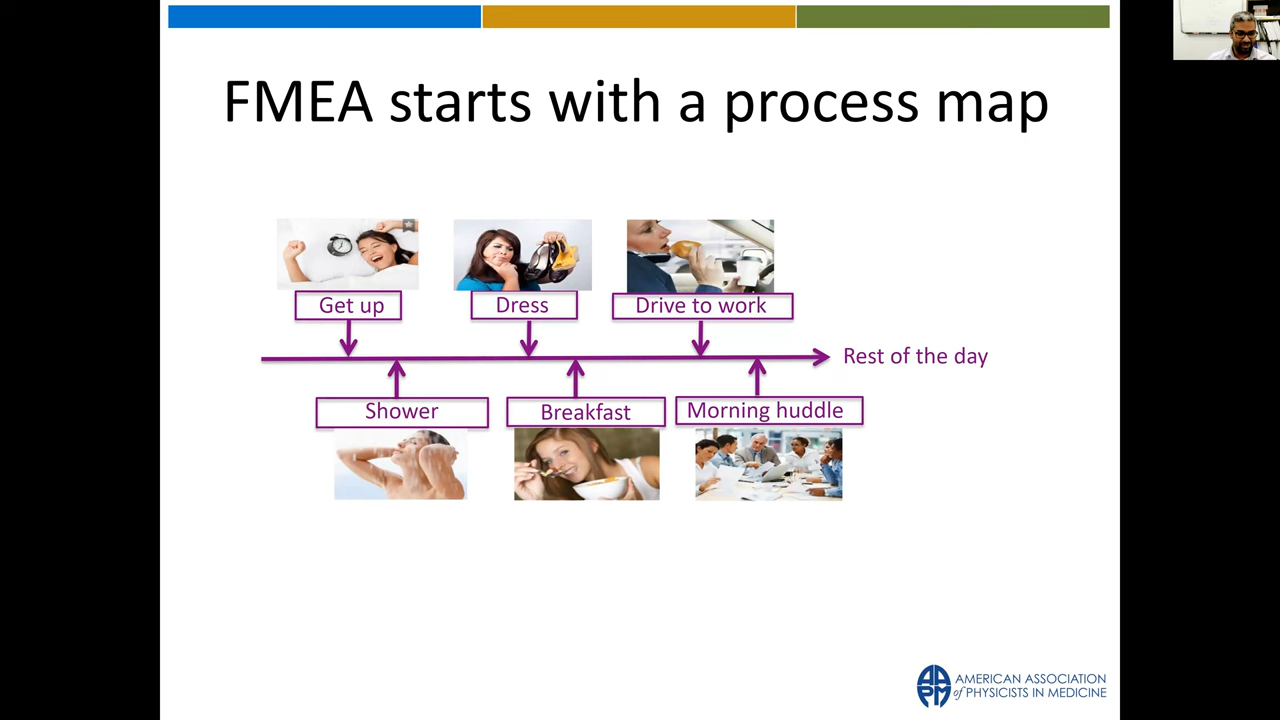 FMEA starts with a process map
Get up
Dress
Drive to work
Rest of the day
Shower
Breakfast
Morning huddle
AAPM
AMERICAN ASSOCIATION
of PHYSICISTS IN MEDICINE